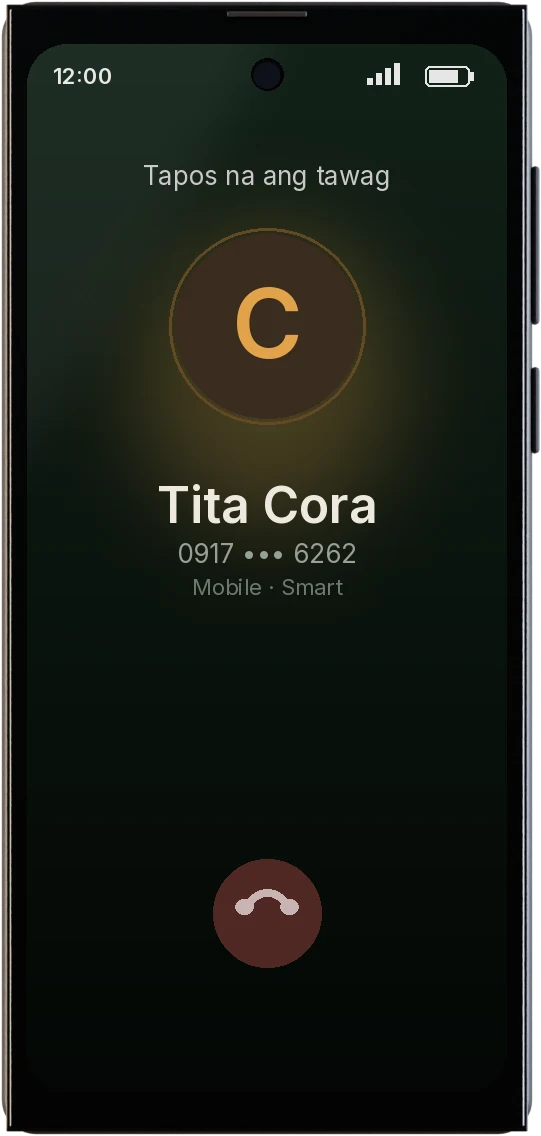 12:00
Tapos na ang tawag
C
Tita Cora
0917 ••• 6262
Mobile · Smart